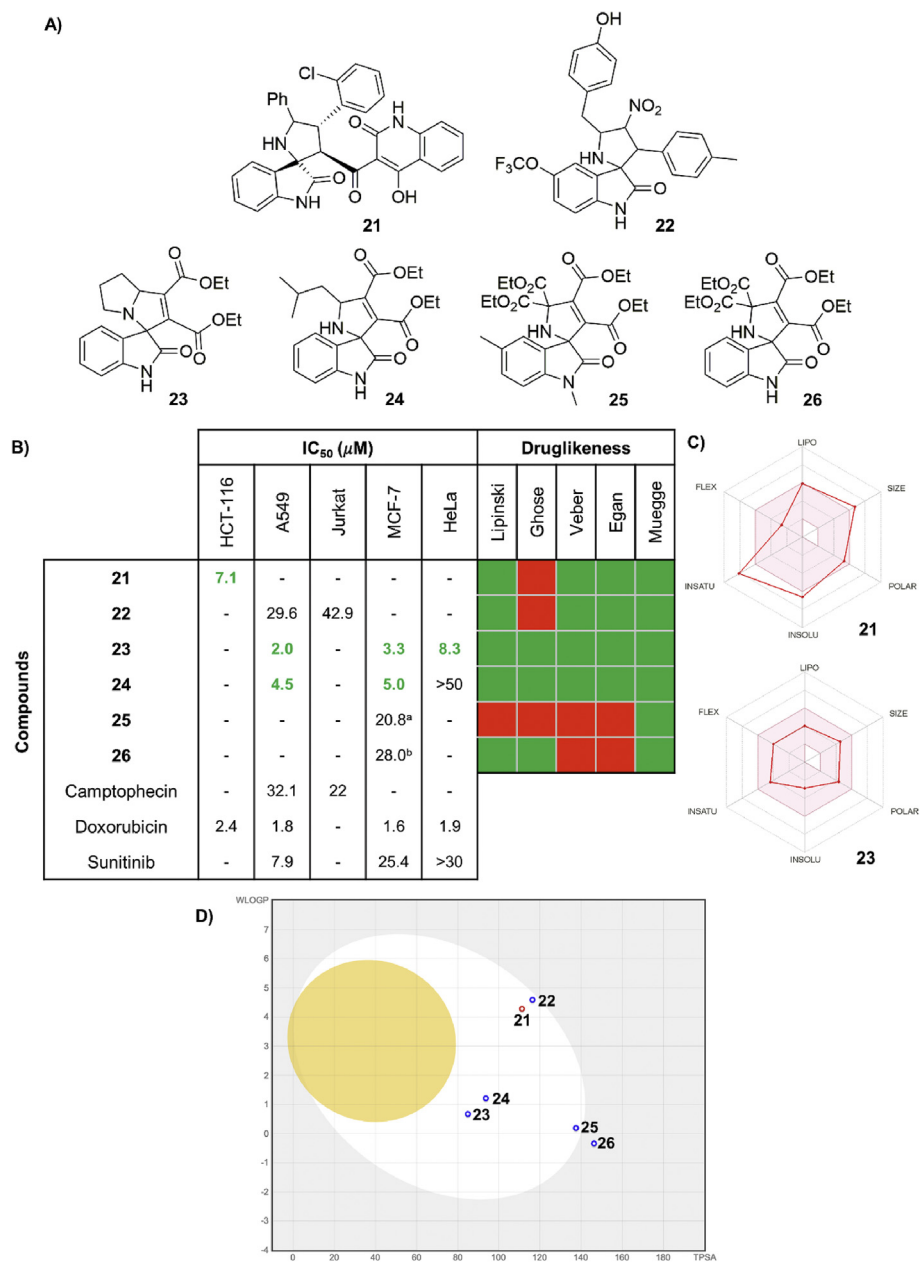 A)
OH
Cl
Ph
H
N
O
HN
O
N
H
O
OH
21
NO2
HN
F3CO
O
N
H
22
O
OEt
N
OEt
O
O
N
H
23
O
OEt
OEt
HN
O
O
N
H
24
O
O
O
EtO2C
OEt
EtO2C
OEt
HN
O
O
N
25
O
EtO2C
OEt
EtO2C
OEt
HN
O
O
N
H
26
B)
IC50 (μM) Druglikeness
HCT-116 A549 Jurkat MCF-7 HeLa Lipinski Ghose Veber Egan Muegge
Compounds
21 7.1 - - - -
22 - 29.6 42.9 - -
23 - 2.0 - 3.3 8.3
24 - 4.5 - 5.0 >50
25 - - - 20.8a -
26 - - - 28.0b -
Camptophecin - 32.1 22 - -
Doxorubicin 2.4 1.8 - 1.6 1.9
Sunitinib - 7.9 - 25.4 >30
C)
LIPO
FLEX SIZE
INSATU POLAR
INSOLU
21
LIPO
FLEX SIZE
INSATU POLAR
INSOLU
23
D)
WLOGP
7
6
5
22
4
21
3
2
24
1
23
25
0
26
-1
-2
-3
-4
0 20 40 60 80 100 120 140 160 180 TPSA